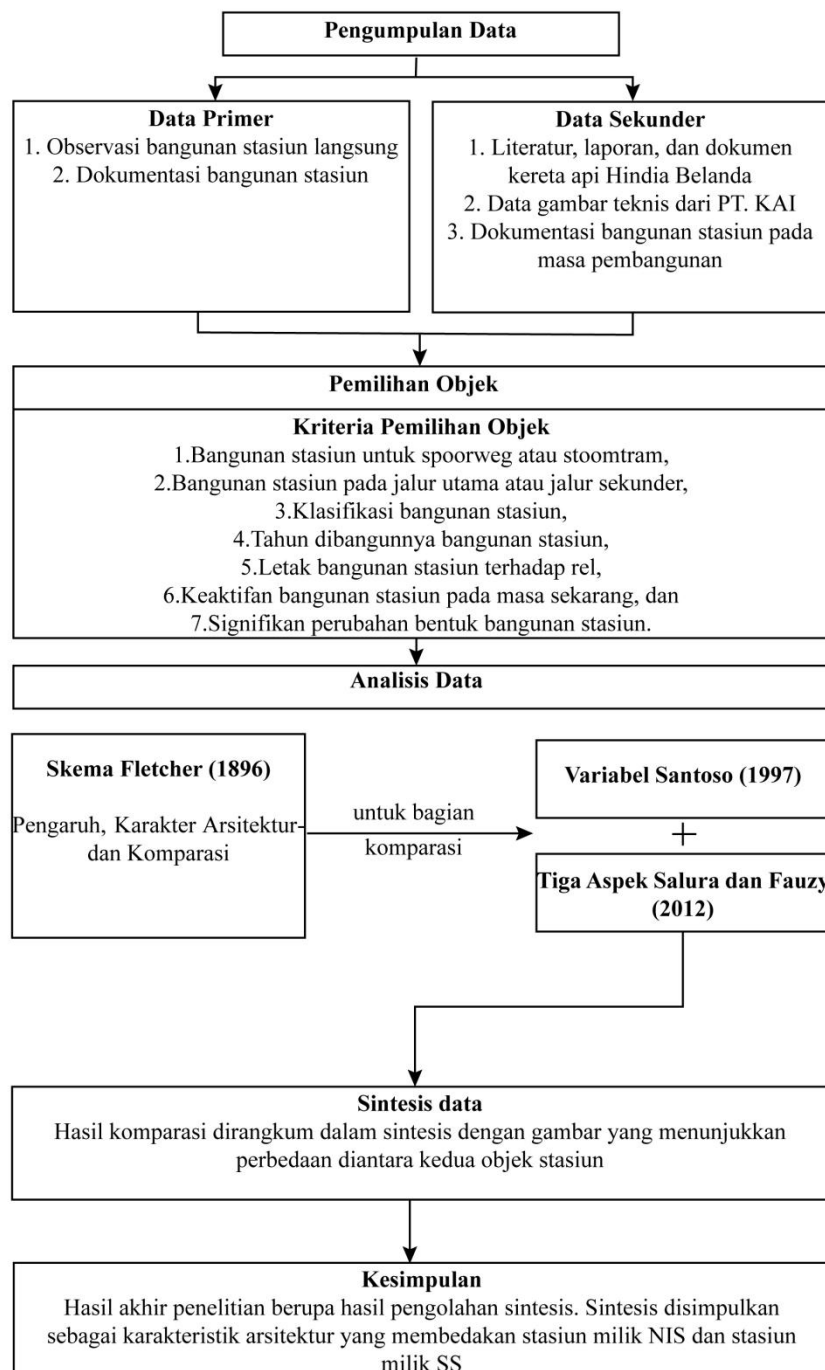 Pengumpulan Data
Data Primer
1. Observasi bangunan stasiun langsung
2. Dokumentasi bangunan stasiun
Data Sekunder
1. Literatur, laporan, dan dokumen
kereta api Hindia Belanda
2. Data gambar teknis dari PT. KAI
3. Dokumentasi bangunan stasiun pada
masa pembangunan
Pemilihan Objek
Kriteria Pemilihan Objek
1.Bangunan stasiun untuk spoorweg atau stoomtram,
2.Bangunan stasiun pada jalur utama atau jalur sekunder,
3.Klasifikasi bangunan stasiun,
4.Tahun dibangunnya bangunan stasiun,
5.Letak bangunan stasiun terhadap rel,
6.Keaktifan bangunan stasiun pada masa sekarang, dan
7.Signifikan perubahan bentuk bangunan stasiun.
Analisis Data
Skema Fletcher (1896)
Pengaruh, Karakter Arsitektur
dan Komparasi
untuk bagian
komparasi
Variabel Santoso (1997)
+
Tiga Aspek Salura dan Fauzy
(2012)
Sintesis data
Hasil komparasi dirangkum dalam sintesis dengan gambar yang menunjukkan
perbedaan diantara kedua objek stasiun
Kesimpulan
Hasil akhir penelitian berupa hasil pengolahan sintesis. Sintesis disimpulkan
sebagai karakteristik arsitektur yang membedakan stasiun milik NIS dan stasiun
milik SS